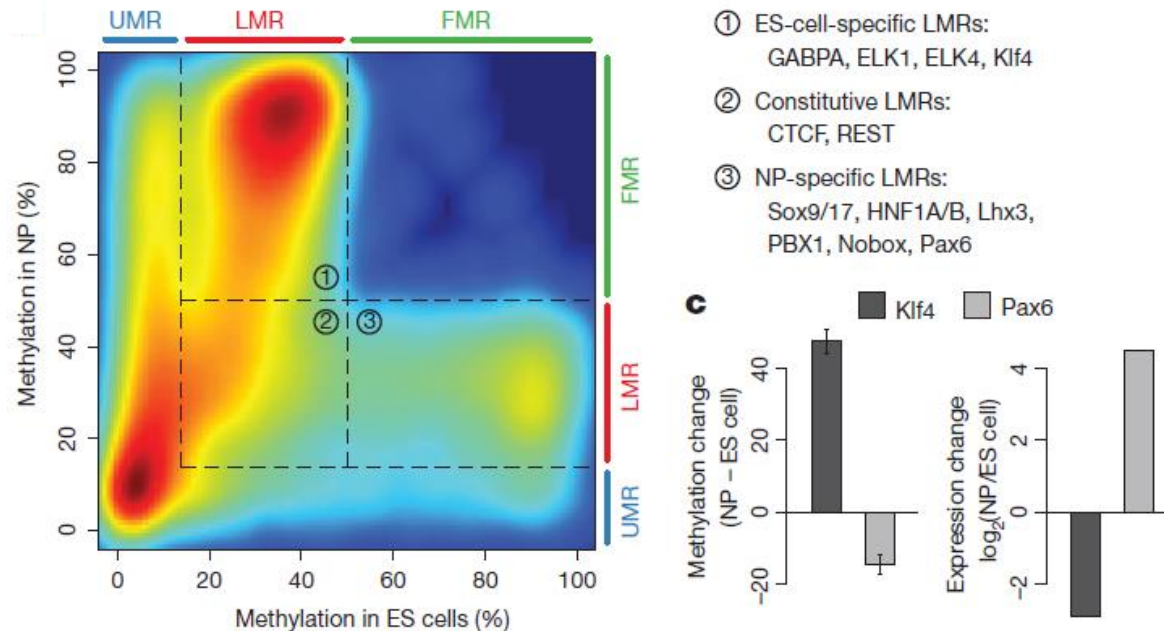 UMR
LMR
FMR
Methylation in NP (%)
100
80
60
40
20
0
①
②
③
FMR
LMR
UMR
0
20
40
60
80
100
Methylation in ES cells (%)
① ES-cell-specific LMRs:
GABPA, ELK1, ELK4, Klf4
② Constitutive LMRs:
CTCF, REST
③ NP-specific LMRs:
Sox9/17, HNF1A/B, Lhx3,
PBX1, Nobox, Pax6
c
Klf4
Pax6
Methylation change
(NP – ES cell)
40
20
0
−20
Expression change
log₂(NP/ES cell)
4
2
0
−2